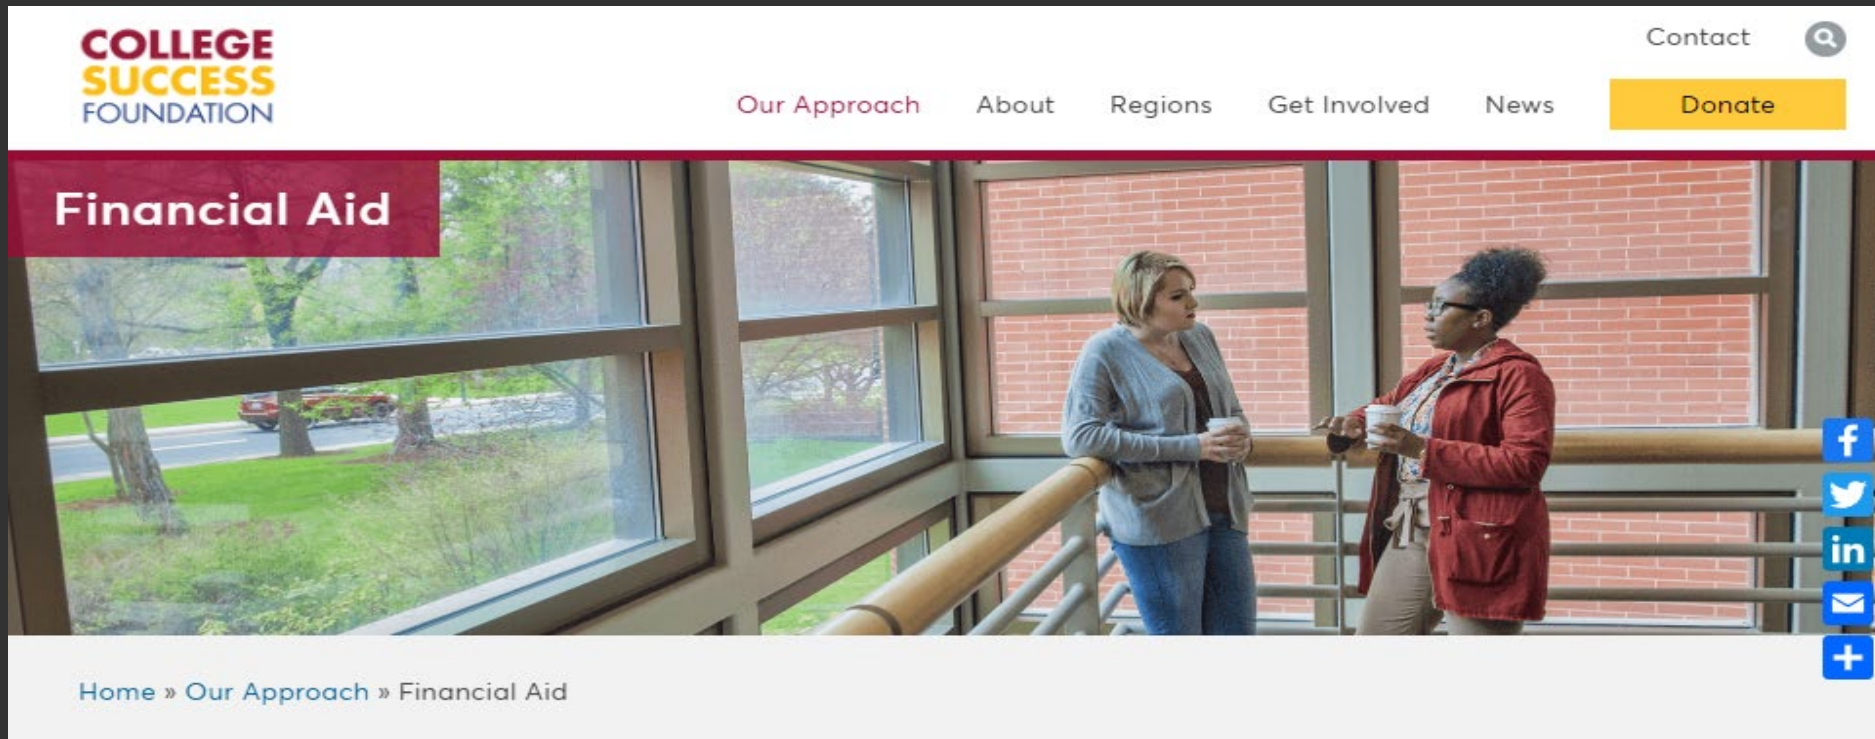 COLLEGE
SUCCESS
FOUNDATION
Contact
Our Approach About Regions Get Involved News Donate
Financial Aid
f
in
Home » Our Approach » Financial Aid